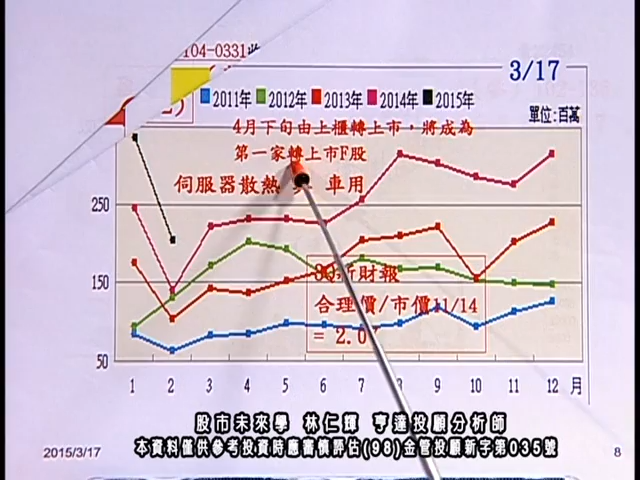 104-0331
3/17
2011年 2012年 2013年 2014年 2015年
單位:百萬
4月下旬由上櫃轉上市，將成為
第一家轉上市F股
伺服器散熱 車用
250
150
50
3Q新財報
合理價/市價11/14
= 2.0
1 2 3 4 5 6 7 8 9 10 11 12 月
股市未來學 林仁輝 亨達投顧分析師
本資料僅供參考投資時應審慎評估(98)金管投顧新字第035號
2015/3/17
8